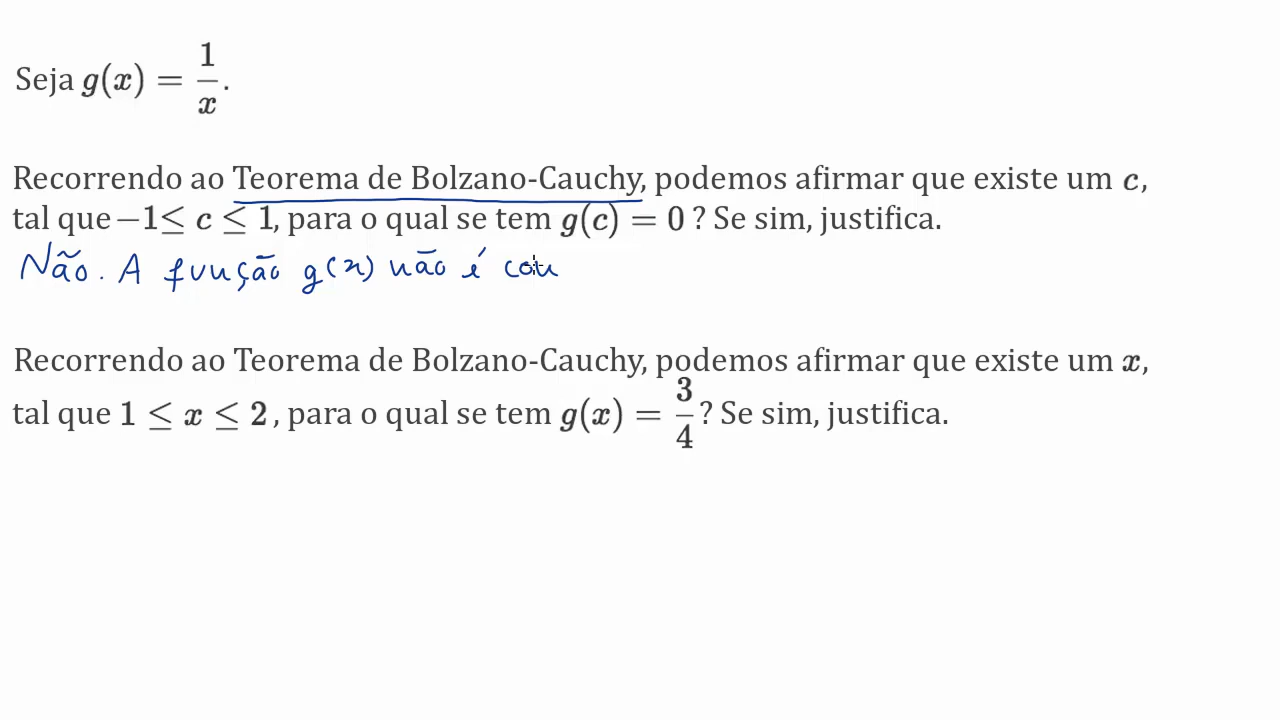 Seja g(x) = 1/x.
Recorrendo ao Teorema de Bolzano-Cauchy, podemos afirmar que existe um c,
tal que −1 ≤ c ≤ 1, para o qual se tem g(c) = 0 ? Se sim, justifica.
Não. A função g(x) não é con
Recorrendo ao Teorema de Bolzano-Cauchy, podemos afirmar que existe um x,
tal que 1 ≤ x ≤ 2 , para o qual se tem g(x) = 3/4 ? Se sim, justifica.